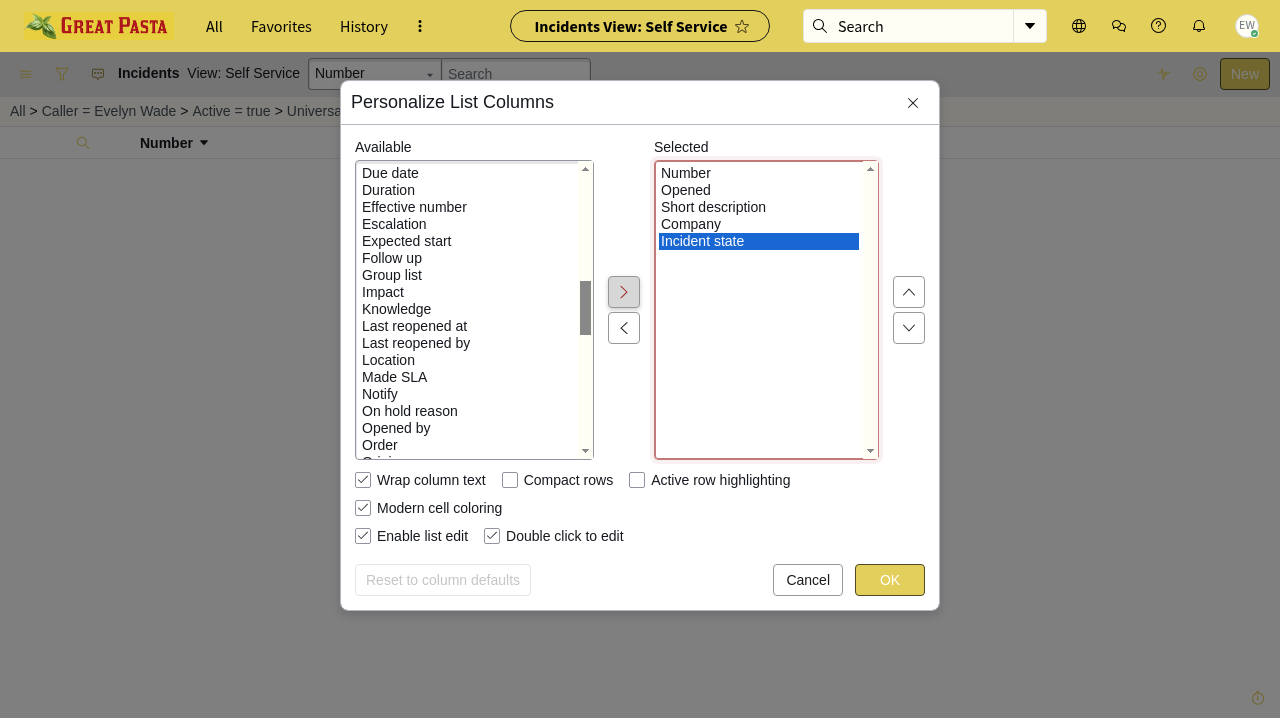 GREAT PASTA All Favorites History Incidents View: Self Service Search EW
Incidents View: Self Service Number Search New
All > Caller = Evelyn Wade > Active = true > Universa
Number
Personalize List Columns
Available
Due date
Duration
Effective number
Escalation
Expected start
Follow up
Group list
Impact
Knowledge
Last reopened at
Last reopened by
Location
Made SLA
Notify
On hold reason
Opened by
Order
Selected
Number
Opened
Short description
Company
Incident state
Wrap column text Compact rows Active row highlighting
Modern cell coloring
Enable list edit Double click to edit
Reset to column defaults Cancel OK